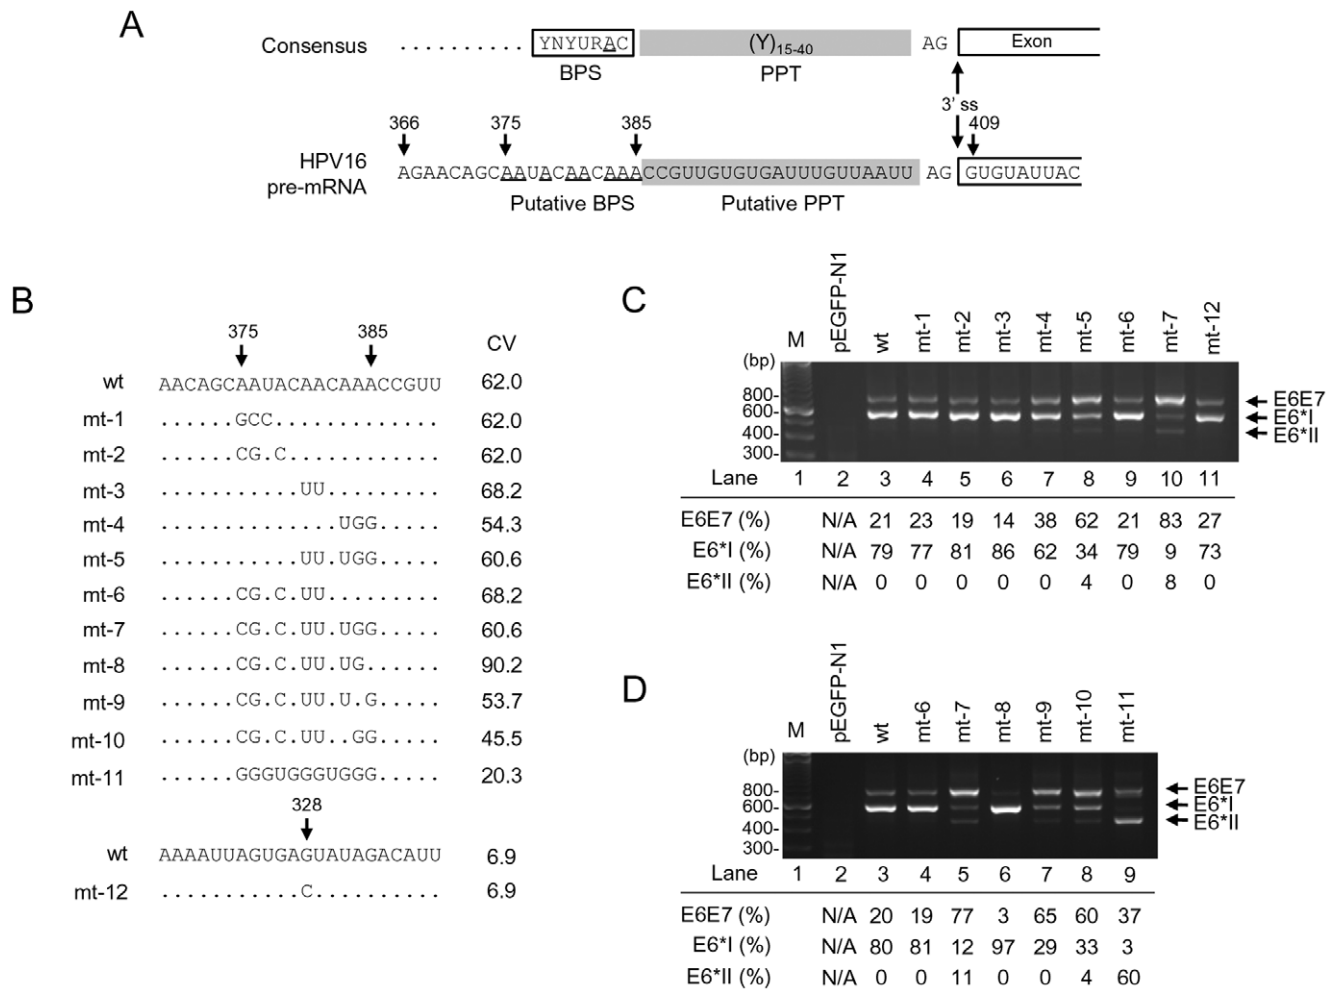 A
Consensus .......... YNYURAC (Y)15-40 AG Exon
BPS PPT
3' ss
366 375 385 409
HPV16 pre-mRNA AGAACAGCAAUACAACAAACCGUUGUGUGAUUUGUUAAUU AG GUGUAUUAC
Putative BPS Putative PPT
B
375 385
CV
wt AACAGCAAUACAACAAACCGUU 62.0
mt-1 ......GCC............. 62.0
mt-2 ......CG.C............ 62.0
mt-3 ...........UU......... 68.2
mt-4 ..............UGG..... 54.3
mt-5 ...........UU.UGG..... 60.6
mt-6 ......CG.C.UU......... 68.2
mt-7 ......CG.C.UU.UGG..... 60.6
mt-8 ......CG.C.UU.UG...... 90.2
mt-9 ......CG.C.UU.U.G..... 53.7
mt-10 ......CG.C.UU..GG..... 45.5
mt-11 ......GGGUGGGUGGG..... 20.3
328
wt AAAAUUAGUGAGUAUAGACAUU 6.9
mt-12 ...........C.......... 6.9
C
M pEGFP-N1 wt mt-1 mt-2 mt-3 mt-4 mt-5 mt-6 mt-7 mt-12
(bp)
800- E6E7
600- E6*I
400- E6*II
300-
Lane 1 2 3 4 5 6 7 8 9 10 11
E6E7 (%) N/A 21 23 19 14 38 62 21 83 27
E6*I (%) N/A 79 77 81 86 62 34 79 9 73
E6*II (%) N/A 0 0 0 0 0 4 0 8 0
D
M pEGFP-N1 wt mt-6 mt-7 mt-8 mt-9 mt-10 mt-11
(bp)
800- E6E7
600- E6*I
400- E6*II
300-
Lane 1 2 3 4 5 6 7 8 9
E6E7 (%) N/A 20 19 77 3 65 60 37
E6*I (%) N/A 80 81 12 97 29 33 3
E6*II (%) N/A 0 0 11 0 0 4 60